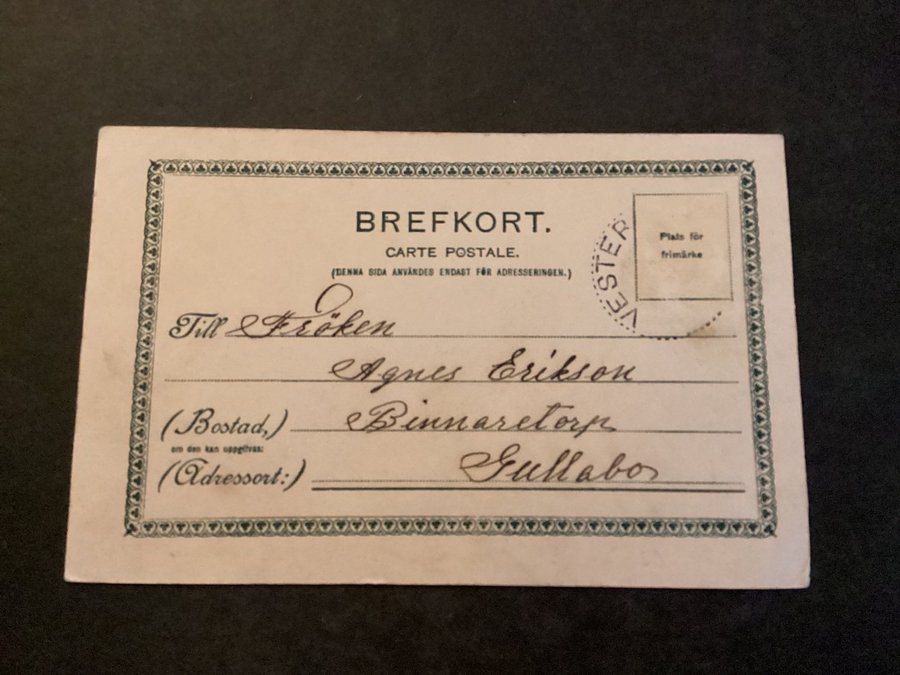 BREFKORT.
CARTE POSTALE.
(DENNA SIDA ANVÄNDES ENDAST FÖR ADRESSERINGEN.)
Plats för
frimärke
VESTER
Till Fröken
Agnes Erikson
(Bostad,) Binnaretorp
om den kan uppgifvas:
(Adressort:) Gullabo